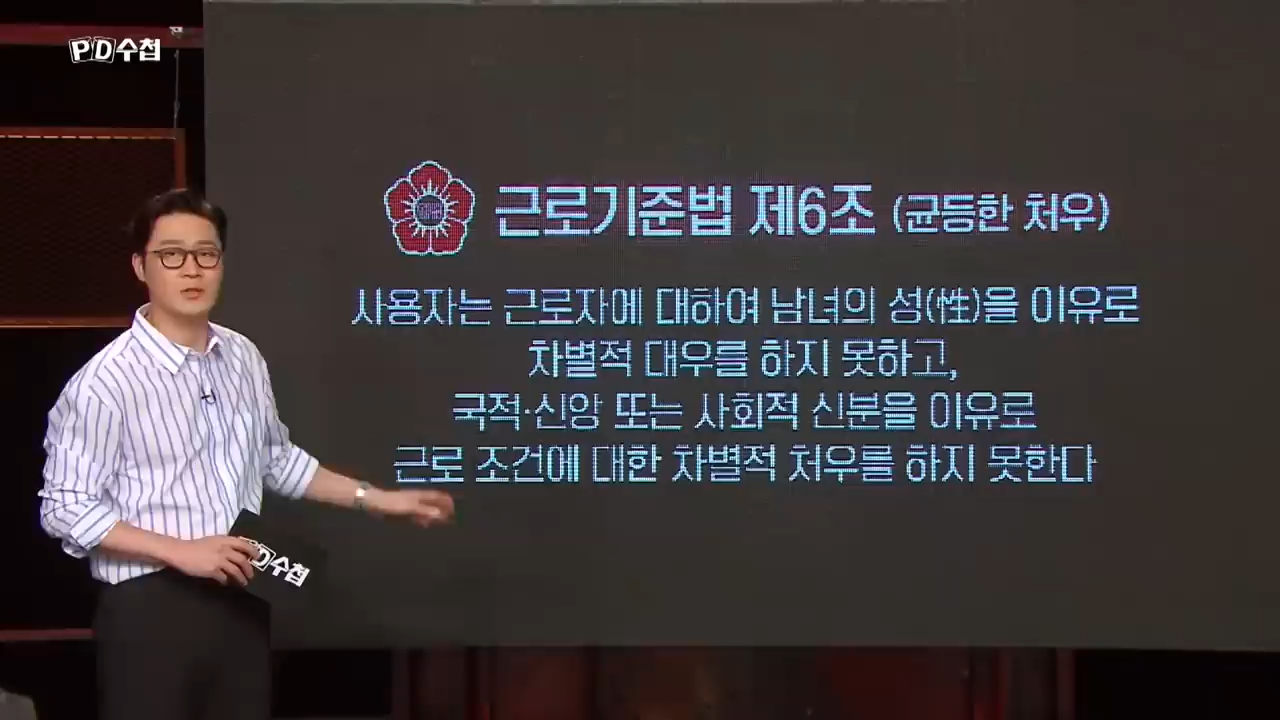 PD수첩
근로기준법 제6조 (균등한 처우)
사용자는 근로자에 대하여 남녀의 성(性)을 이유로
차별적 대우를 하지 못하고,
국적·신앙 또는 사회적 신분을 이유로
근로 조건에 대한 차별적 처우를 하지 못한다
PD수첩